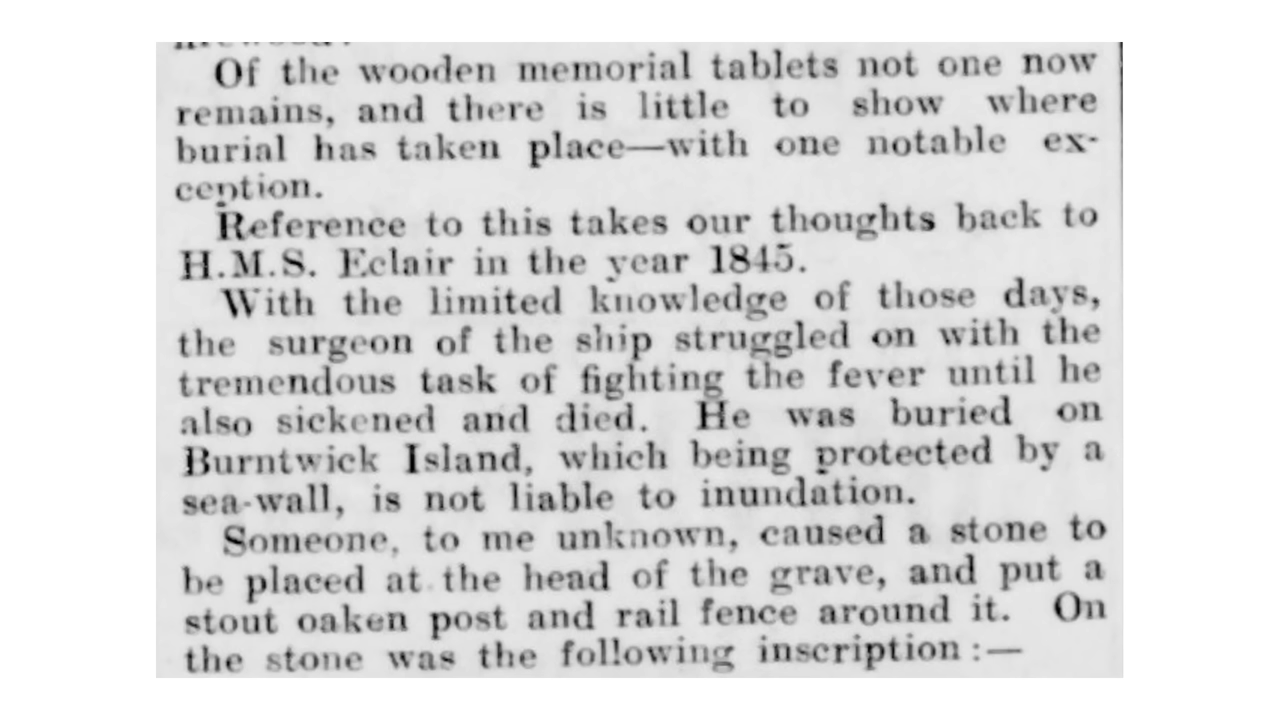 Of the wooden memorial tablets not one now
remains, and there is little to show where
burial has taken place—with one notable ex-
ception.
Reference to this takes our thoughts back to
H.M.S. Eclair in the year 1845.
With the limited knowledge of those days,
the surgeon of the ship struggled on with the
tremendous task of fighting the fever until he
also sickened and died. He was buried on
Burntwick Island, which being protected by a
sea-wall, is not liable to inundation.
Someone, to me unknown, caused a stone to
be placed at the head of the grave, and put a
stout oaken post and rail fence around it. On
the stone was the following inscription:—